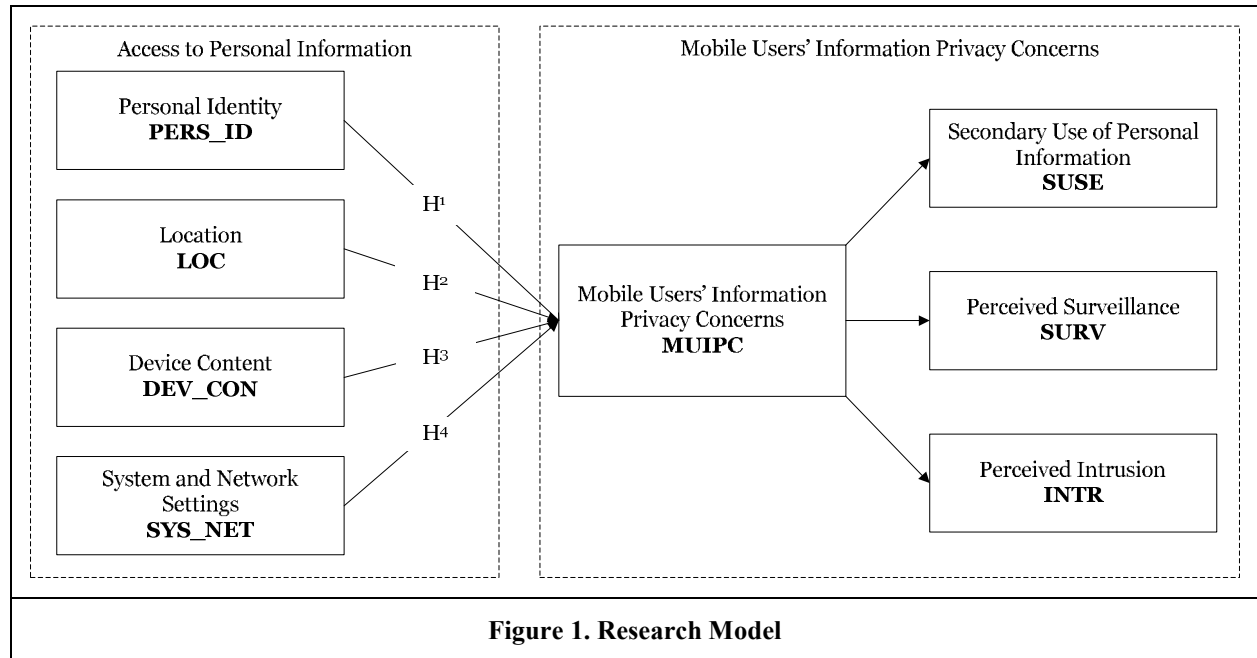 Access to Personal Information
Personal Identity
PERS_ID
Location
LOC
Device Content
DEV_CON
System and Network
Settings
SYS_NET
H1
H2
H3
H4
Mobile Users’ Information Privacy Concerns
Mobile Users’ Information
Privacy Concerns
MUIPC
Secondary Use of Personal
Information
SUSE
Perceived Surveillance
SURV
Perceived Intrusion
INTR
Figure 1. Research Model